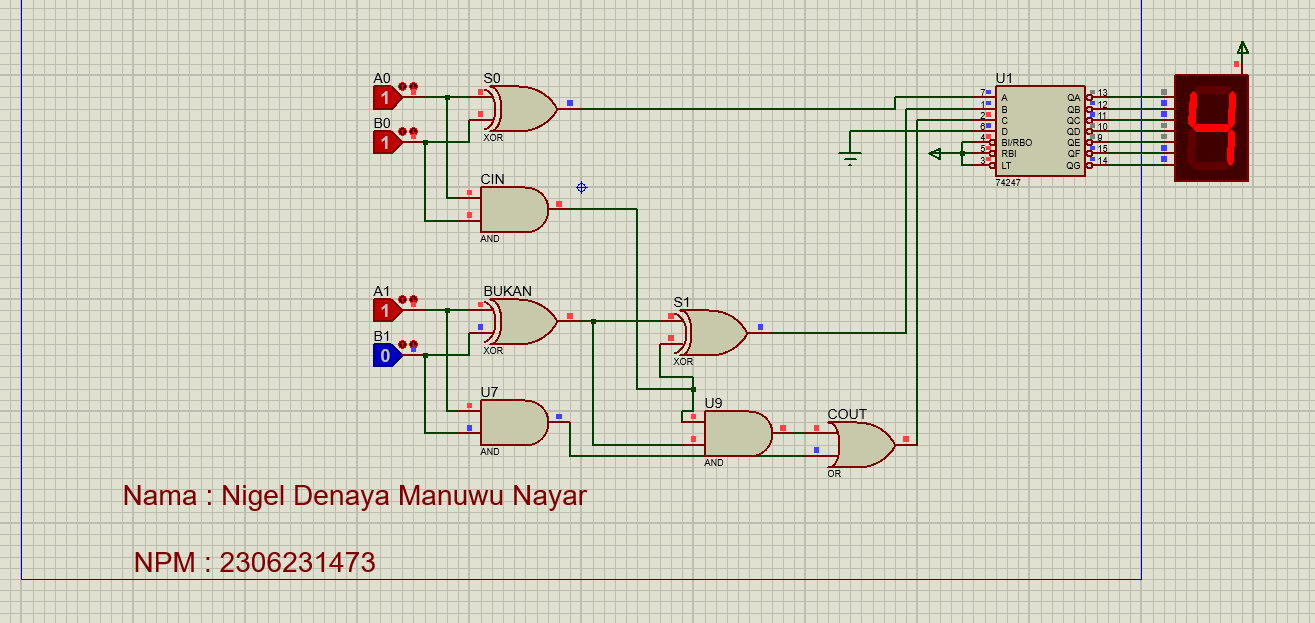 A0
1
B0
1
S0
XOR
CIN
AND
A1
1
B1
0
BUKAN
XOR
U7
AND
S1
XOR
U9
AND
COUT
OR
U1
7 A QA 13
1 B QB 12
2 C QC 11
6 D QD 10
4 BI/RBO QE 9
5 RBI QF 15
3 LT QG 14
74247
4
Nama : Nigel Denaya Manuwu Nayar
NPM : 2306231473